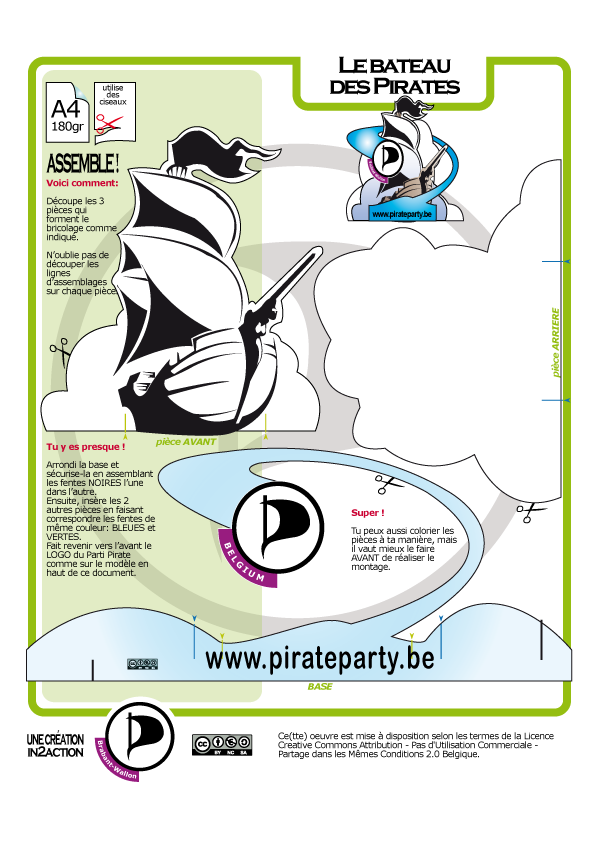 LE BATEAU
DES PIRATES
A4
180gr
utilise
des
ciseaux
www.pirateparty.be
ASSEMBLE !
Voici comment:
Découpe les 3
pièces qui
forment le
bricolage comme
indiqué.
N'oublie pas de
découper les
lignes
d'assemblages
sur chaque pièce
pièce ARRIERE
pièce AVANT
Tu y es presque !
Arrondi la base et
sécurise-la en assemblant
les fentes NOIRES l'une
dans l'autre.
Ensuite, insère les 2
autres pièces en faisant
correspondre les fentes de
même couleur: BLEUES et
VERTES.
Fait revenir vers l'avant le
LOGO du Parti Pirate
comme sur le modèle en
haut de ce document.
BELGIUM
Super !
Tu peux aussi colorier les
pièces à ta manière, mais
il vaut mieux le faire
AVANT de réaliser le
montage.
www.pirateparty.be
BASE
UNE CRÉATION
IN2ACTION
Brabant-Wallon
cc
BY NC SA
Ce(tte) oeuvre est mise à disposition selon les termes de la Licence
Creative Commons Attribution - Pas d'Utilisation Commerciale -
Partage dans les Mêmes Conditions 2.0 Belgique.